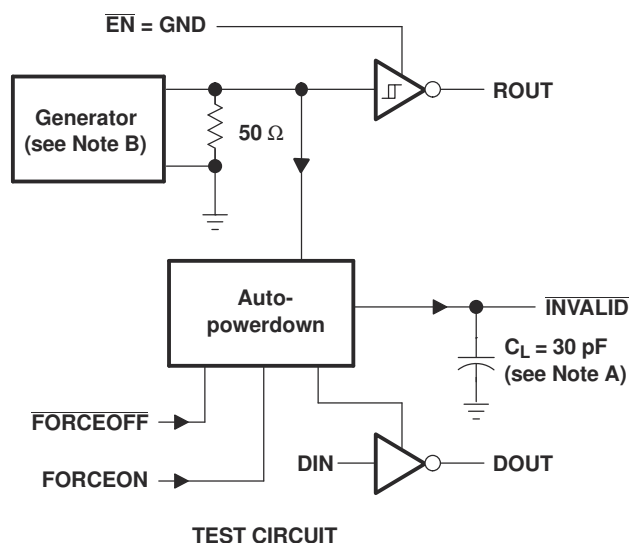 EN = GND
ROUT
Generator
(see Note B)
50 Ω
Auto-
powerdown
INVALID
CL = 30 pF
(see Note A)
FORCEOFF
FORCEON
DIN
DOUT
TEST CIRCUIT